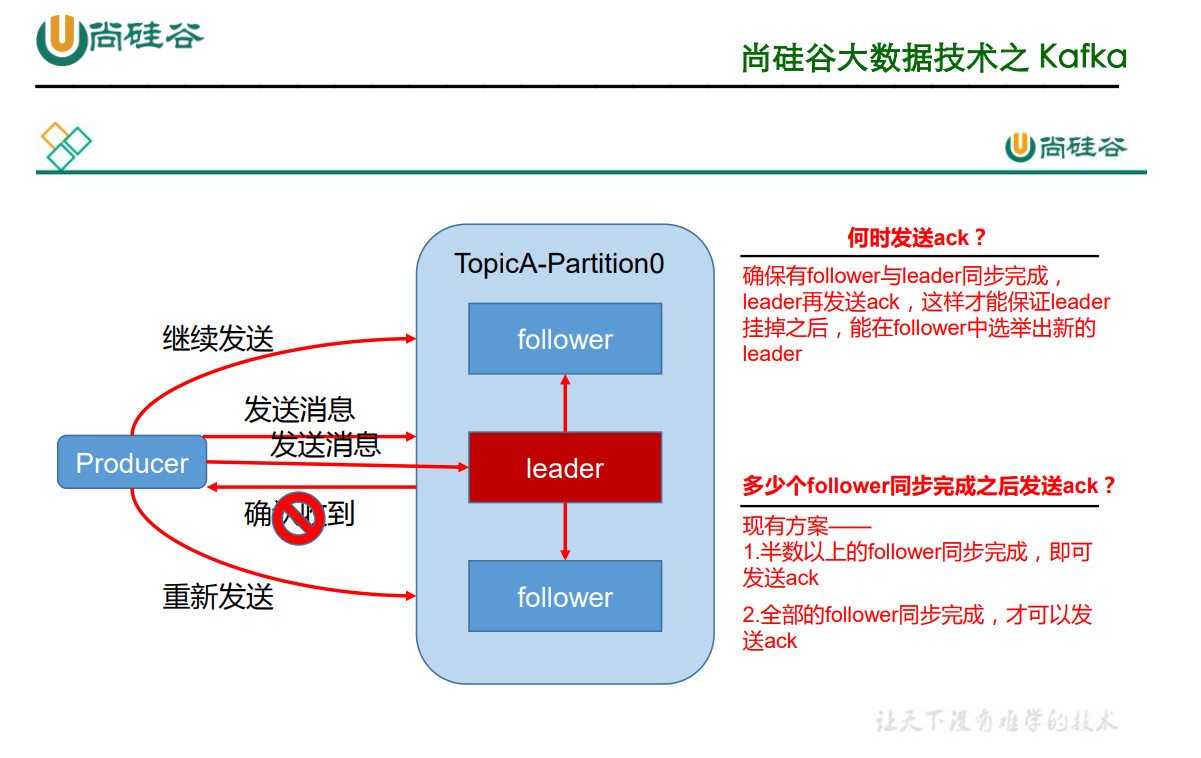 尚硅谷
尚硅谷大数据技术之 Kafka
尚硅谷
TopicA-Partition0
follower
leader
follower
Producer
继续发送
发送消息
发送消息
确认收到
重新发送
何时发送ack？
确保有follower与leader同步完成，
leader再发送ack，这样才能保证leader
挂掉之后，能在follower中选举出新的
leader
多少个follower同步完成之后发送ack？
现有方案——
1.半数以上的follower同步完成，即可
发送ack
2.全部的follower同步完成，才可以发
送ack
让天下没有难学的技术